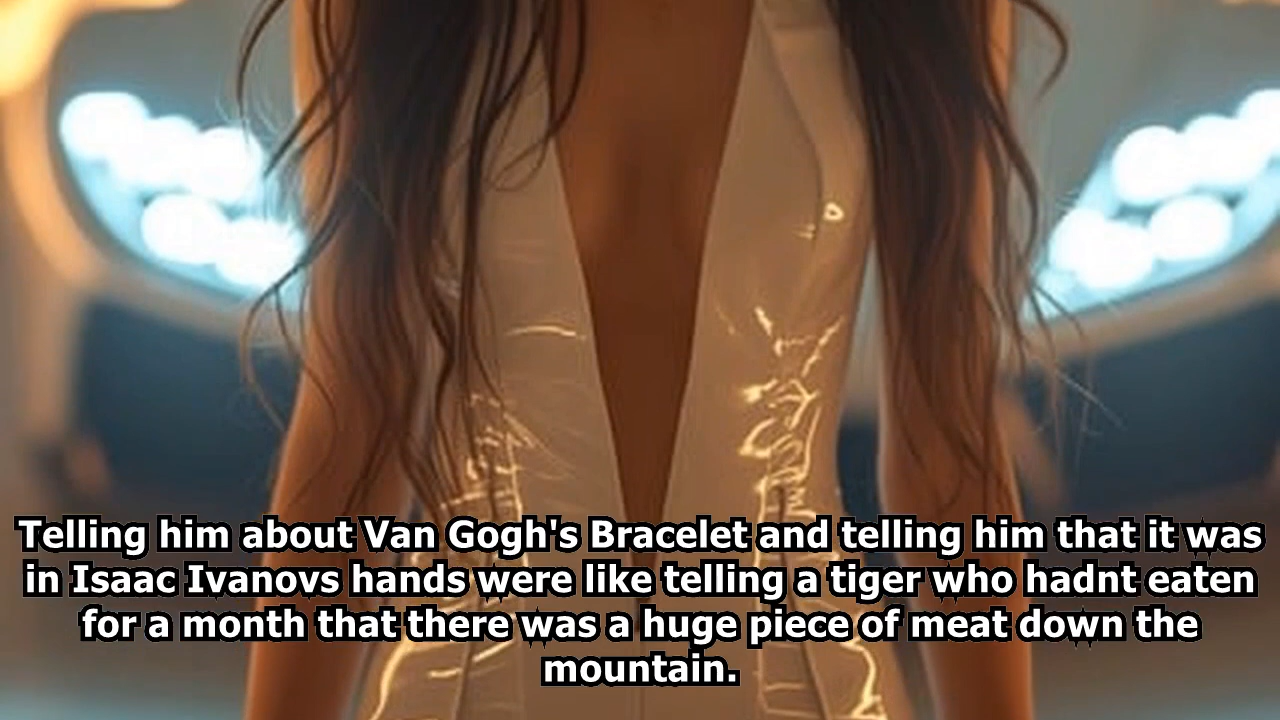 Telling him about Van Gogh's Bracelet and telling him that it was
in Isaac Ivanovs hands were like telling a tiger who hadnt eaten
for a month that there was a huge piece of meat down the
mountain.